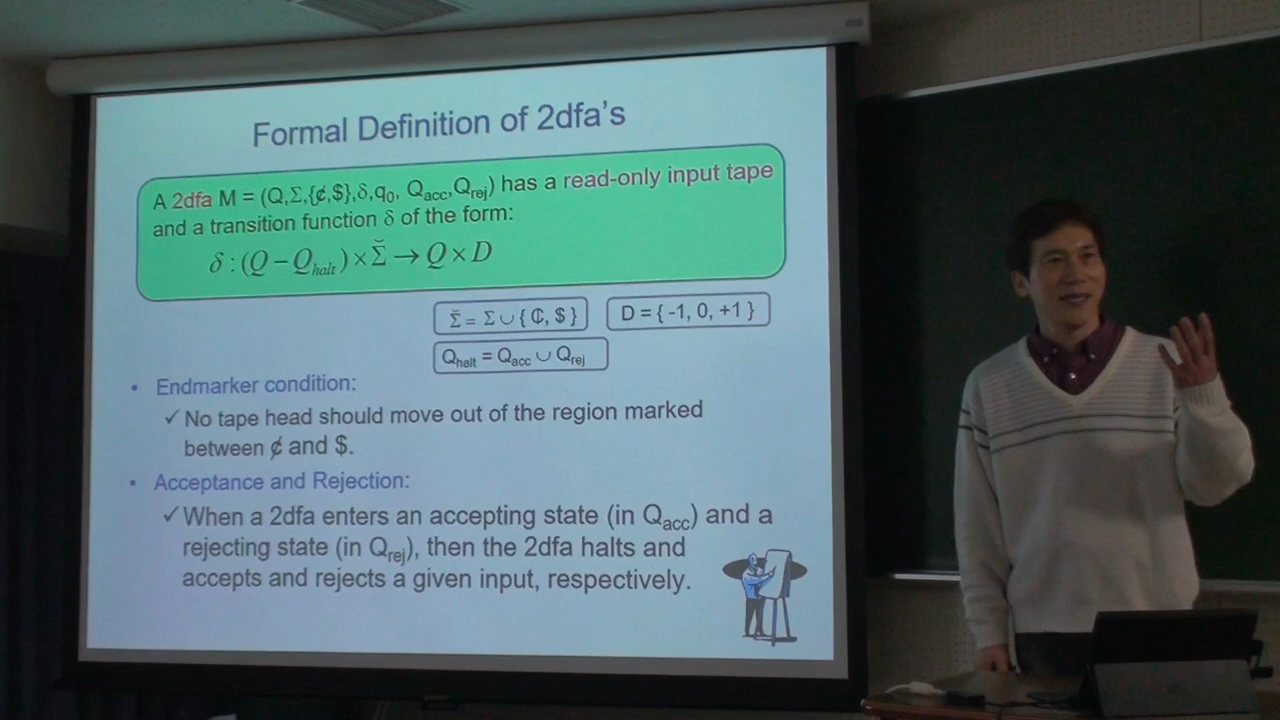 Formal Definition of 2dfa's
A 2dfa M = (Q,Σ,{¢,$},δ,q₀, Qacc,Qrej) has a read-only input tape
and a transition function δ of the form:
δ : (Q − Qhalt) × Σ̆ → Q × D
Σ̆ = Σ ∪ { ₵, $ }
D = { -1, 0, +1 }
Qhalt = Qacc ∪ Qrej
• Endmarker condition:
✓ No tape head should move out of the region marked
between ¢ and $.
• Acceptance and Rejection:
✓ When a 2dfa enters an accepting state (in Qacc) and a
rejecting state (in Qrej), then the 2dfa halts and
accepts and rejects a given input, respectively.